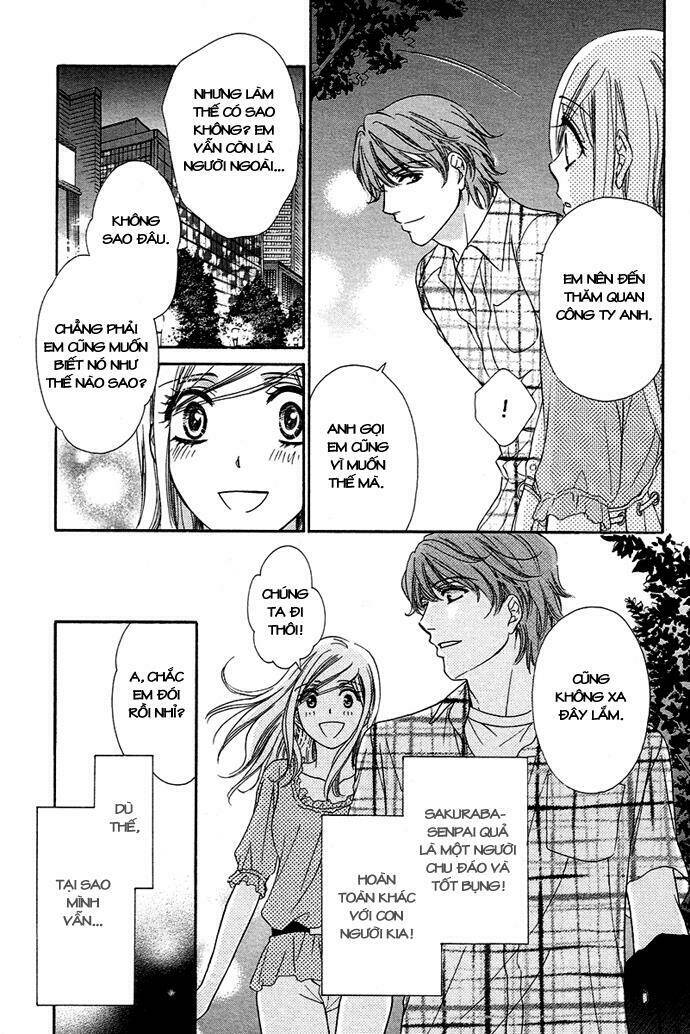 EM NÊN ĐẾN
THĂM QUAN
CÔNG TY ANH.
!
ANH GỌI
EM CŨNG
VÌ MUỐN
THẾ MÀ.
NHƯNG LÀM
THẾ CÓ SAO
KHÔNG? EM
VẪN CÒN LÀ
NGƯỜI NGOÀI...
KHÔNG
SAO ĐÂU.
CHẲNG PHẢI
EM CŨNG MUỐN
BIẾT NÓ NHƯ
THẾ NÀO SAO?
CŨNG
KHÔNG XA
ĐÂY LẮM.
CHÚNG
TA ĐI
THÔI!
SAKURABA-
SENPAI QUẢ
LÀ MỘT NGƯỜI
CHU ĐÁO VÀ
TỐT BỤNG!
HOÀN
TOÀN KHÁC
VỚI CON
NGƯỜI KIA!
A, CHẮC
EM ĐÓI
RỒI NHỈ?
DÙ
THẾ,
TẠI SAO
MÌNH
VẪN...